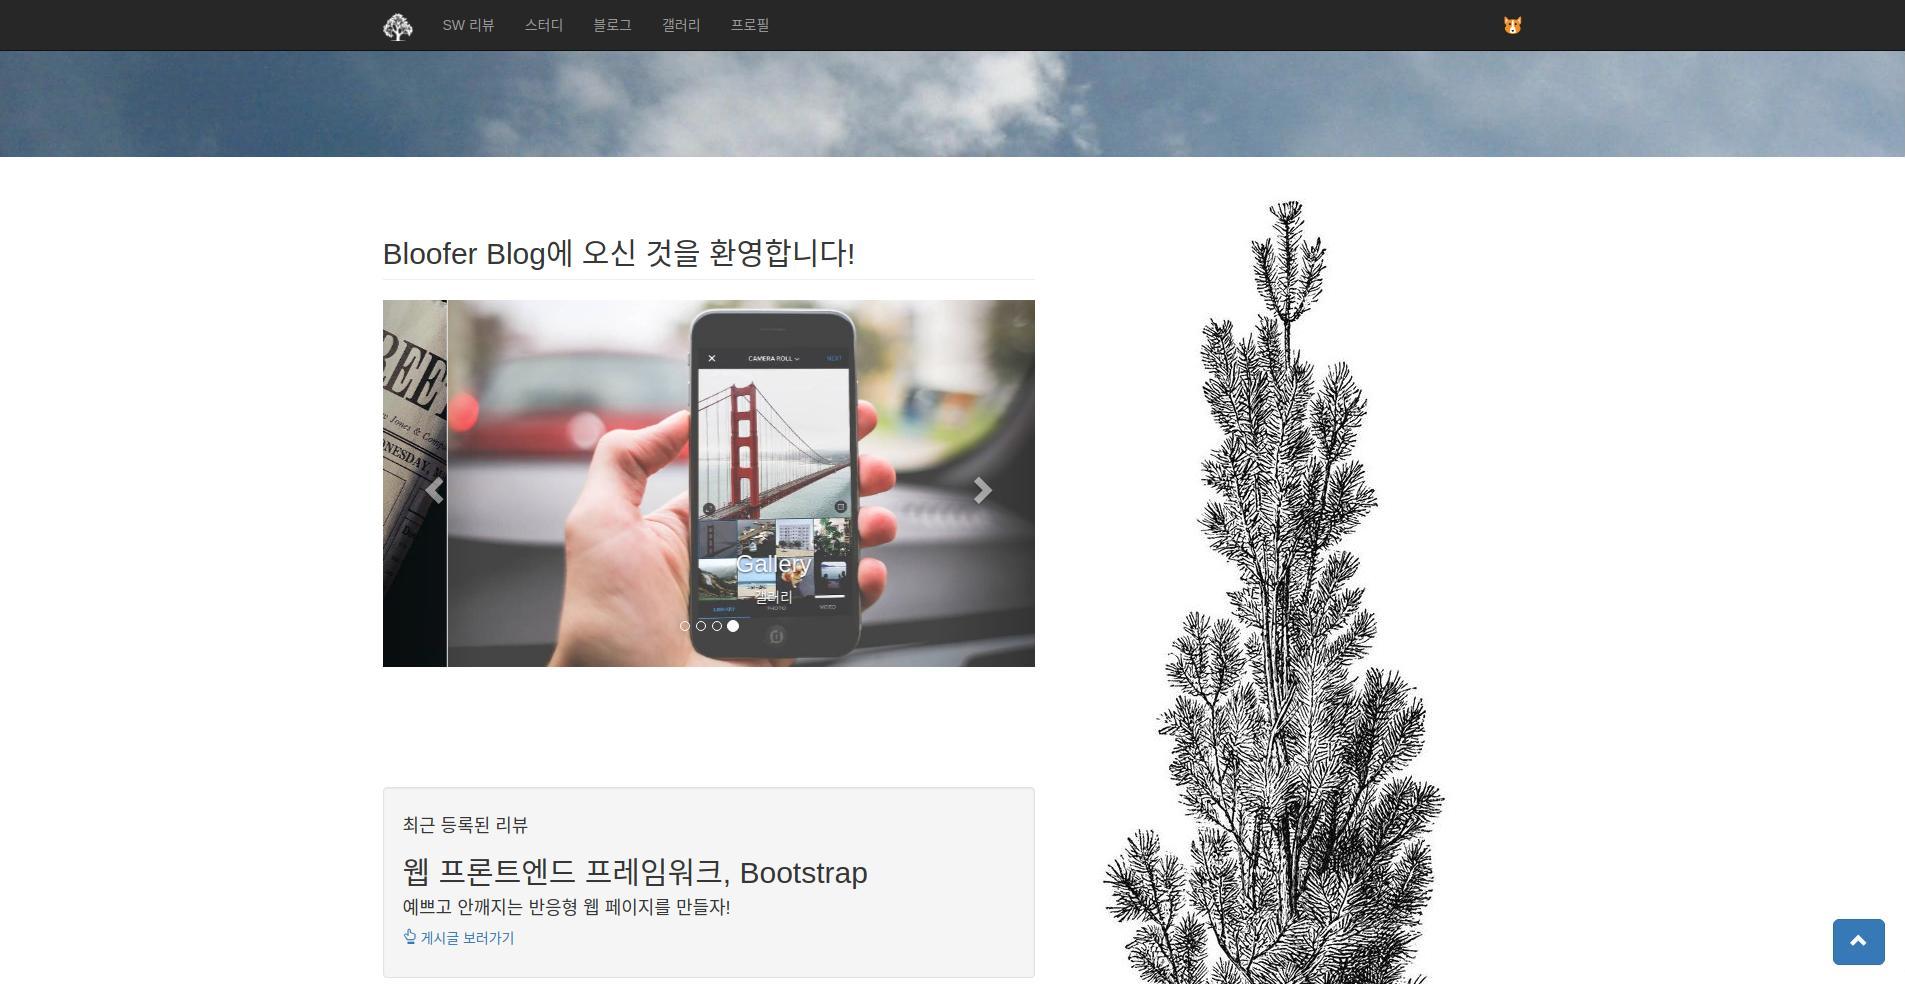 SW 리뷰 스터디 블로그 갤러리 프로필
Bloofer Blog에 오신 것을 환영합니다!
CAMERA ROLL
NEXT
Jones &
NESDAY,
Gallery
갤러리
LIBRARY PHOTO VIDEO
최근 등록된 리뷰
웹 프론트엔드 프레임워크, Bootstrap
예쁘고 안깨지는 반응형 웹 페이지를 만들자!
게시글 보러가기